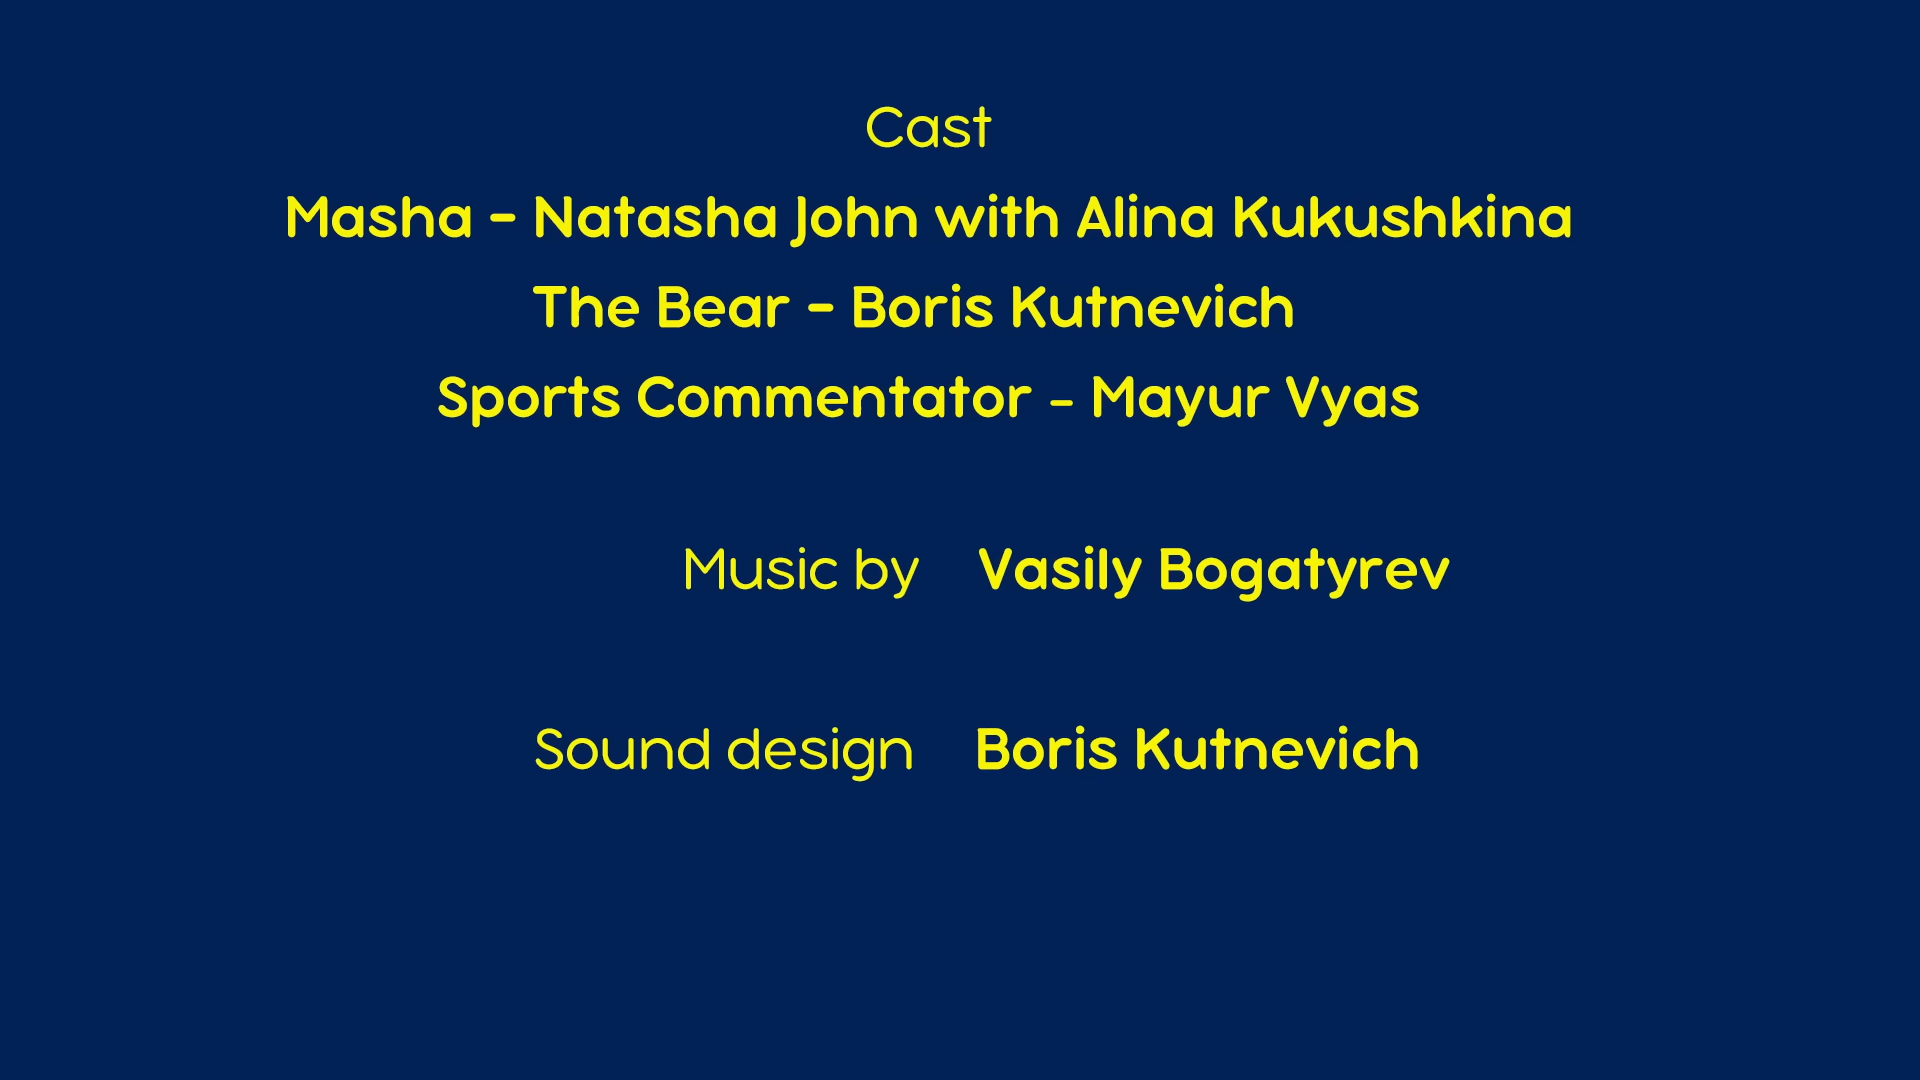 Cast
Masha - Natasha John with Alina Kukushkina
The Bear - Boris Kutnevich
Sports Commentator - Mayur Vyas
Music by Vasily Bogatyrev
Sound design Boris Kutnevich